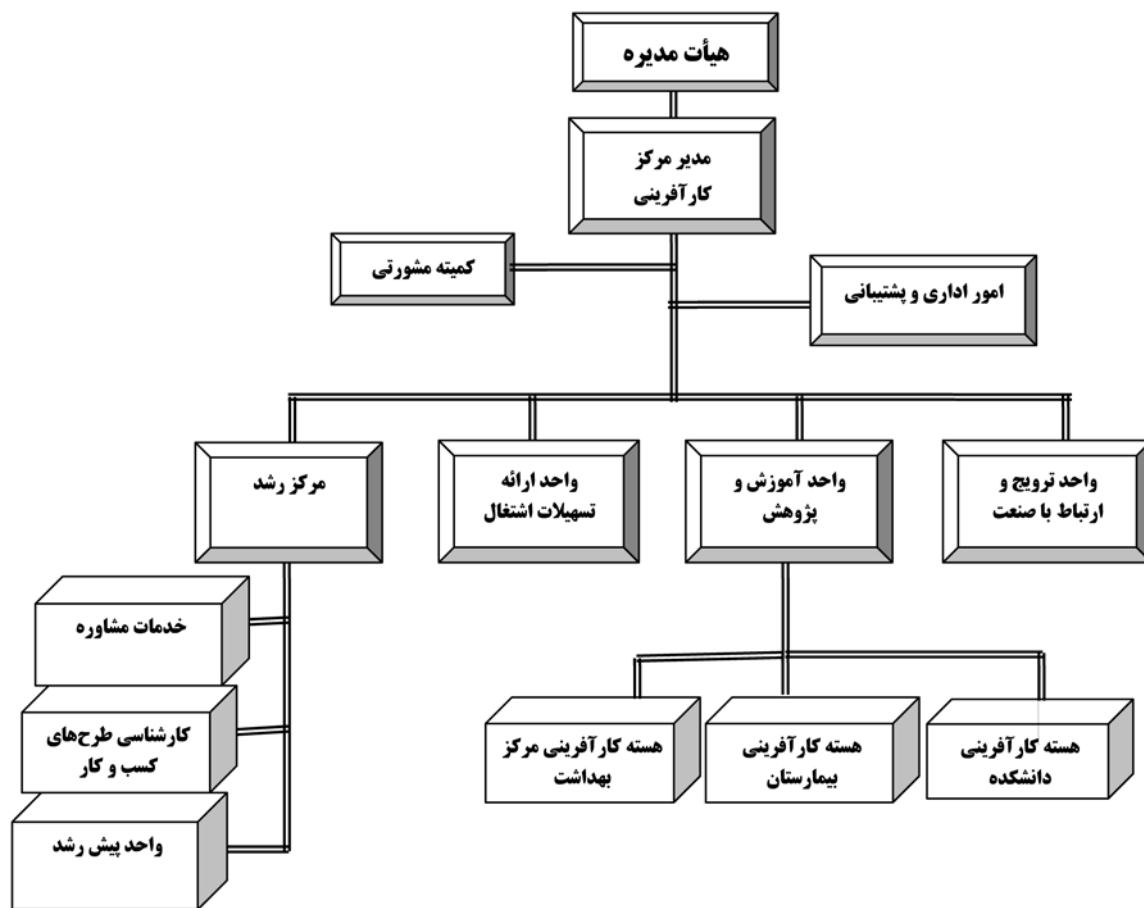 هیأت مدیره
مدیر مرکز
کارآفرینی
کمیته مشورتی
امور اداری و پشتیبانی
واحد ترویج و
ارتباط با صنعت
واحد آموزش و
پژوهش
واحد ارائه
تسهیلات اشتغال
مرکز رشد
هسته کارآفرینی
دانشکده
هسته کارآفرینی
بیمارستان
هسته کارآفرینی مرکز
بهداشت
خدمات مشاوره
کارشناسی طرح‌های
کسب و کار
واحد پیش رشد